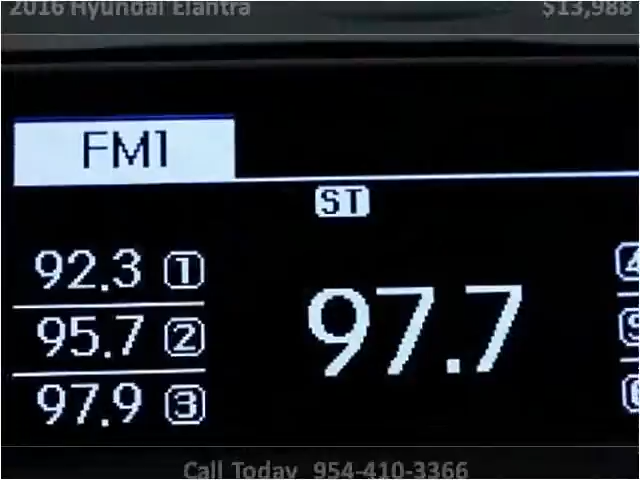 2016 Hyundai Elantra $13,988
FM1
ST
92.3 1
95.7 2
97.9 3
97.7
4
Call Today 954-410-3366